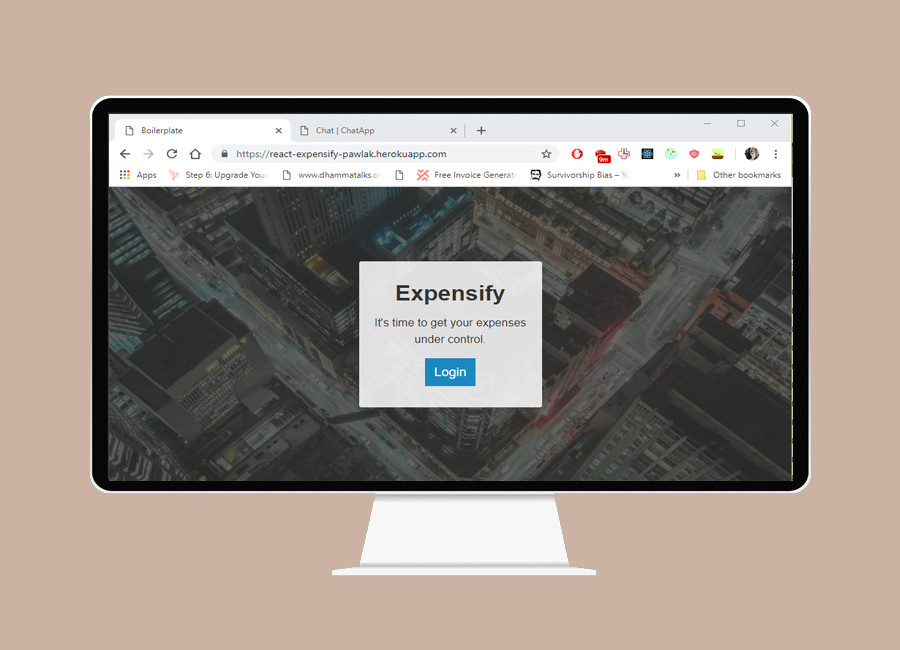 Boilerplate
Chat | ChatApp
https://react-expensify-pawlak.herokuapp.com
9m
Apps
Step 6: Upgrade Your
www.dhammatalks.o
Free Invoice Generat
Survivorship Bias –
»
Other bookmarks
Expensify
It's time to get your expenses
under control.
Login